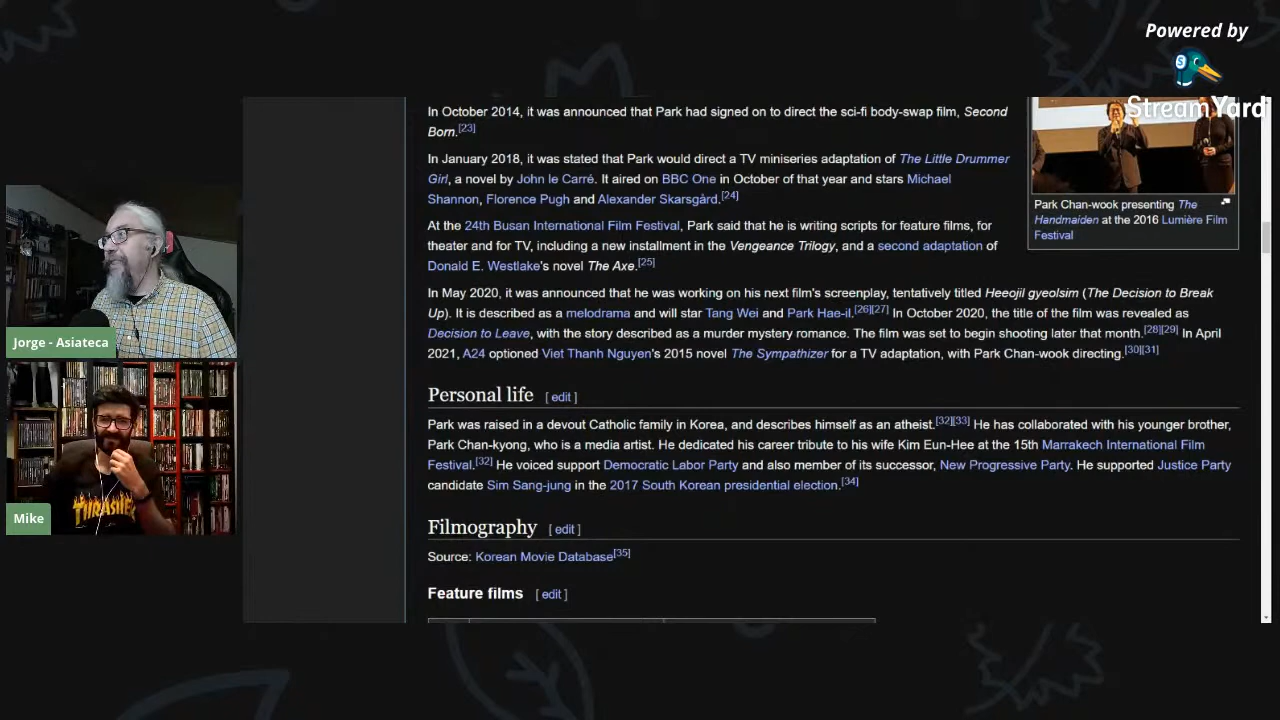 Powered by
StreamYard
In October 2014, it was announced that Park had signed on to direct the sci-fi body-swap film, Second
Born.[23]
In January 2018, it was stated that Park would direct a TV miniseries adaptation of The Little Drummer
Girl, a novel by John le Carré. It aired on BBC One in October of that year and stars Michael
Shannon, Florence Pugh and Alexander Skarsgård.[24]
At the 24th Busan International Film Festival, Park said that he is writing scripts for feature films, for
theater and for TV, including a new installment in the Vengeance Trilogy, and a second adaptation of
Donald E. Westlake's novel The Axe.[25]
Park Chan-wook presenting The
Handmaiden at the 2016 Lumière Film
Festival
In May 2020, it was announced that he was working on his next film's screenplay, tentatively titled Heeojil gyeolsim (The Decision to Break
Up). It is described as a melodrama and will star Tang Wei and Park Hae-il.[26][27] In October 2020, the title of the film was revealed as
Decision to Leave, with the story described as a murder mystery romance. The film was set to begin shooting later that month.[28][29] In April
2021, A24 optioned Viet Thanh Nguyen's 2015 novel The Sympathizer for a TV adaptation, with Park Chan-wook directing.[30][31]
Personal life [ edit ]
Park was raised in a devout Catholic family in Korea, and describes himself as an atheist.[32][33] He has collaborated with his younger brother,
Park Chan-kyong, who is a media artist. He dedicated his career tribute to his wife Kim Eun-Hee at the 15th Marrakech International Film
Festival.[32] He voiced support Democratic Labor Party and also member of its successor, New Progressive Party. He supported Justice Party
candidate Sim Sang-jung in the 2017 South Korean presidential election.[34]
Filmography [ edit ]
Source: Korean Movie Database[35]
Feature films [ edit ]
Jorge - Asiateca
THRASHER
Mike